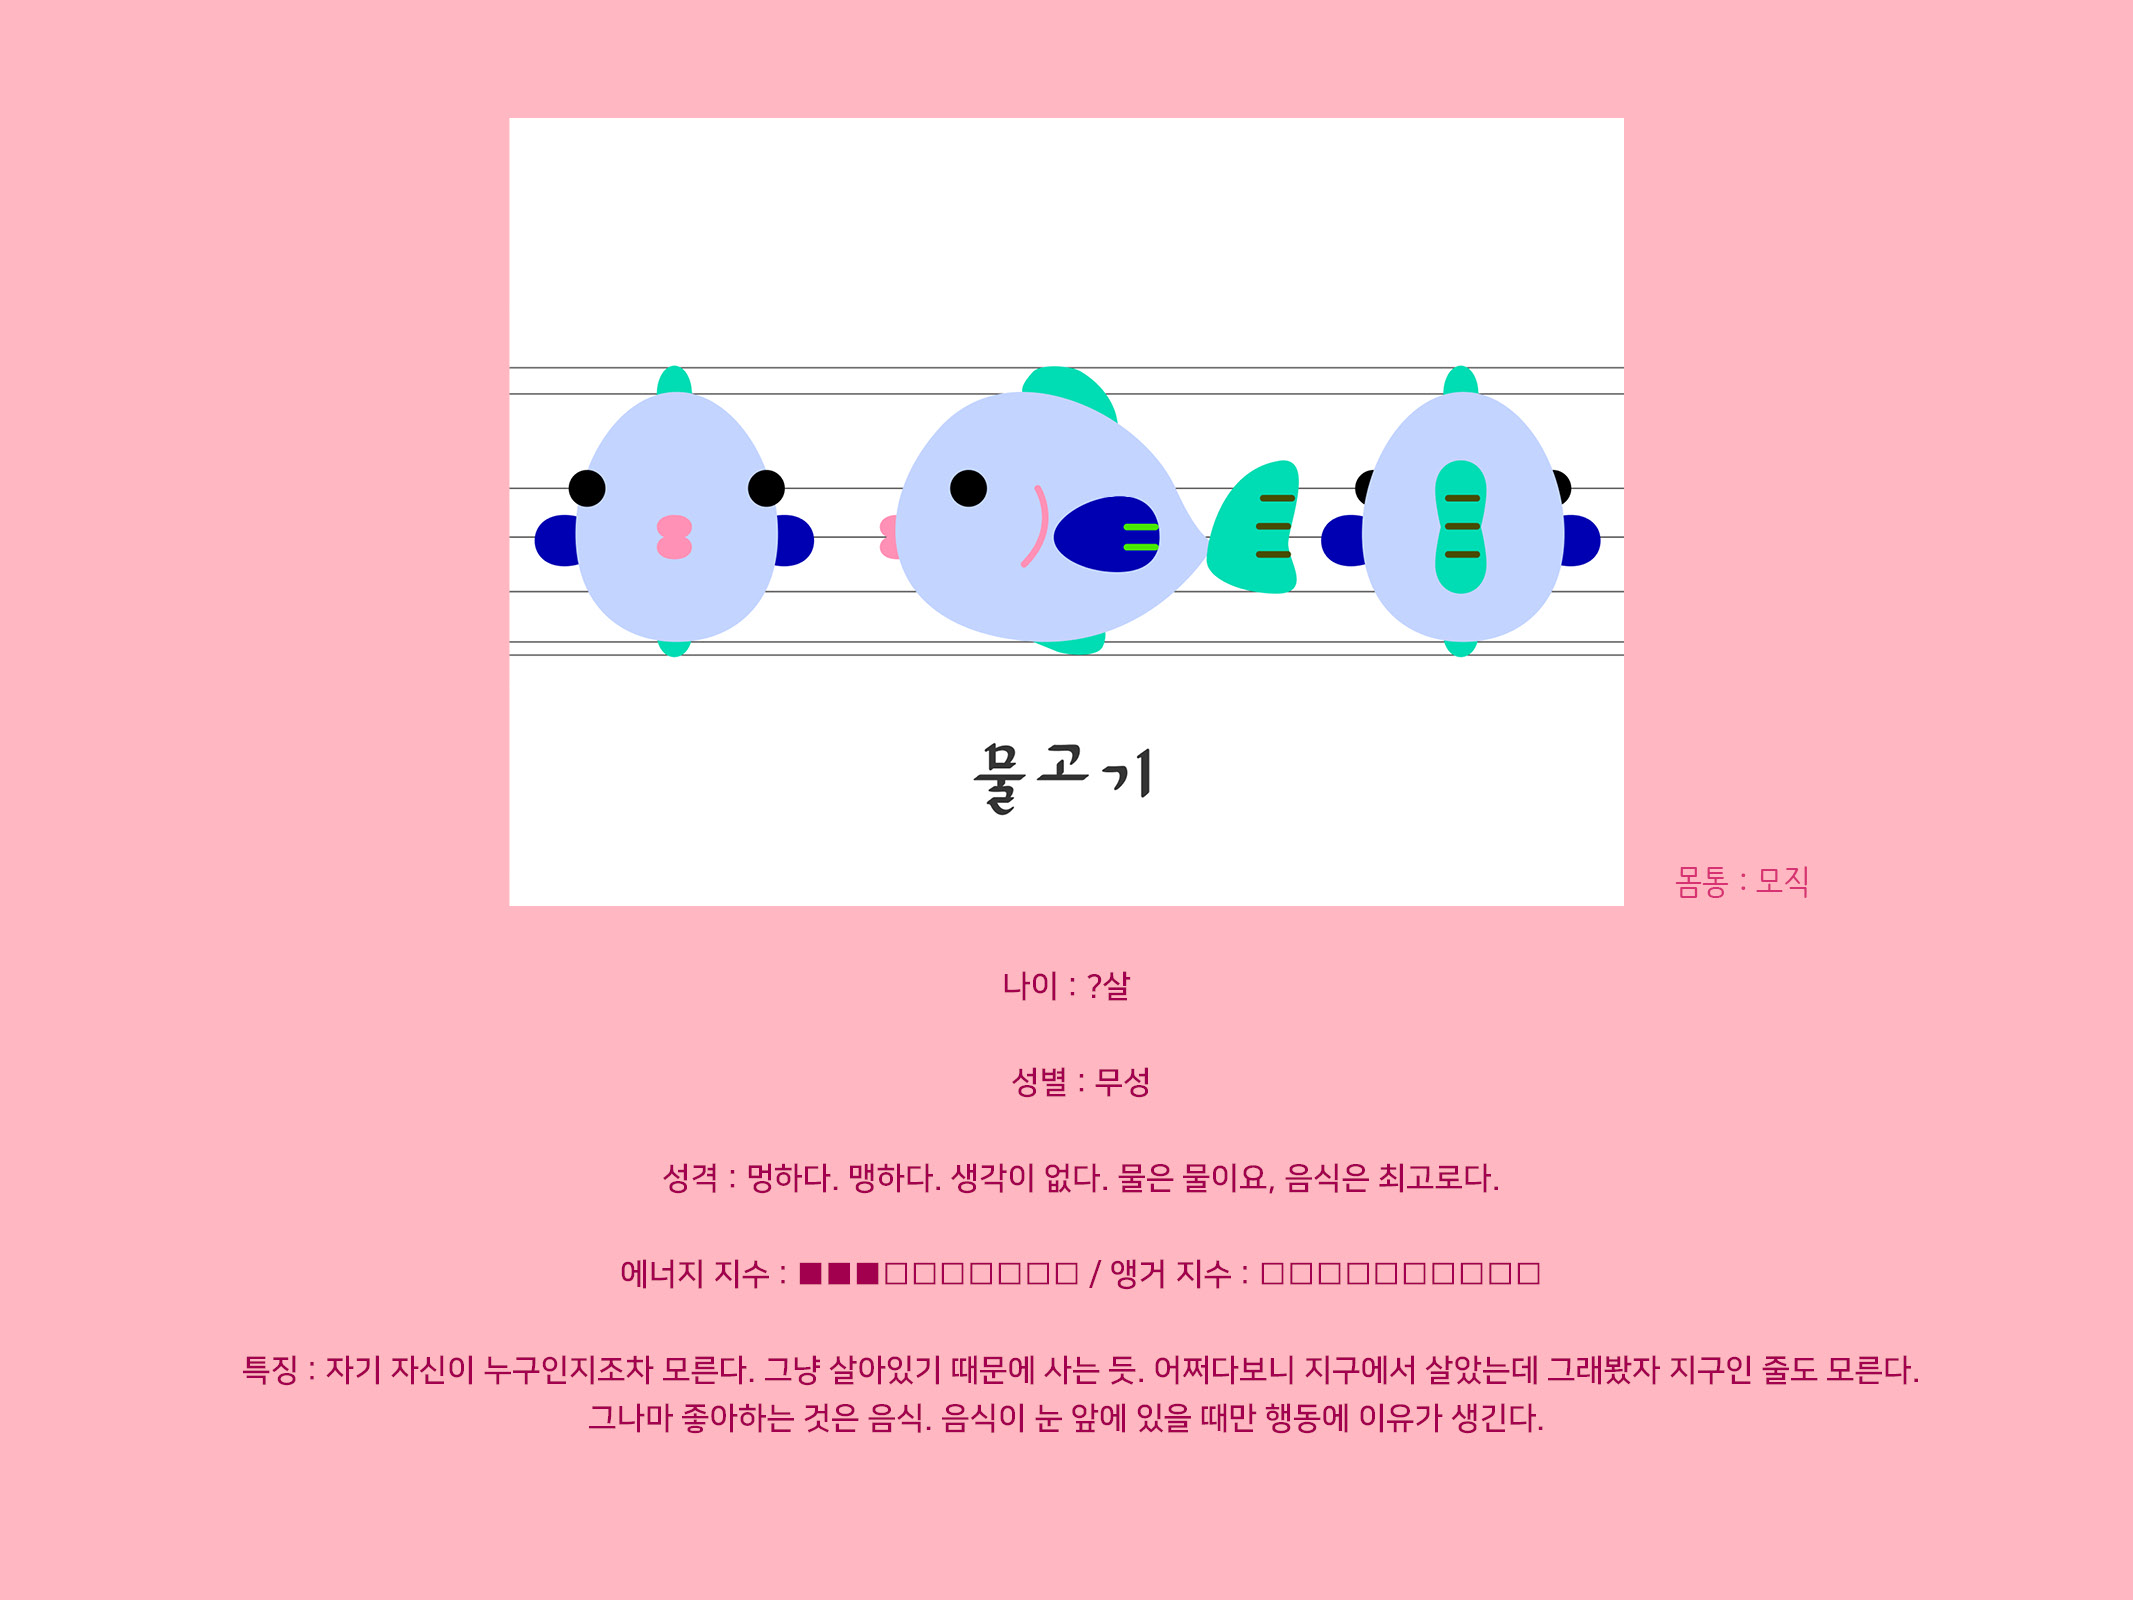 물고기
몸통 : 모직
나이 : ?살
성별 : 무성
성격 : 멍하다. 맹하다. 생각이 없다. 물은 물이요, 음식은 최고로다.
에너지 지수 : ■■■□□□□□□□ / 앵거 지수 : □□□□□□□□□□
특징 : 자기 자신이 누구인지조차 모른다. 그냥 살아있기 때문에 사는 듯. 어쩌다보니 지구에서 살았는데 그래봤자 지구인 줄도 모른다.
그나마 좋아하는 것은 음식. 음식이 눈 앞에 있을 때만 행동에 이유가 생긴다.